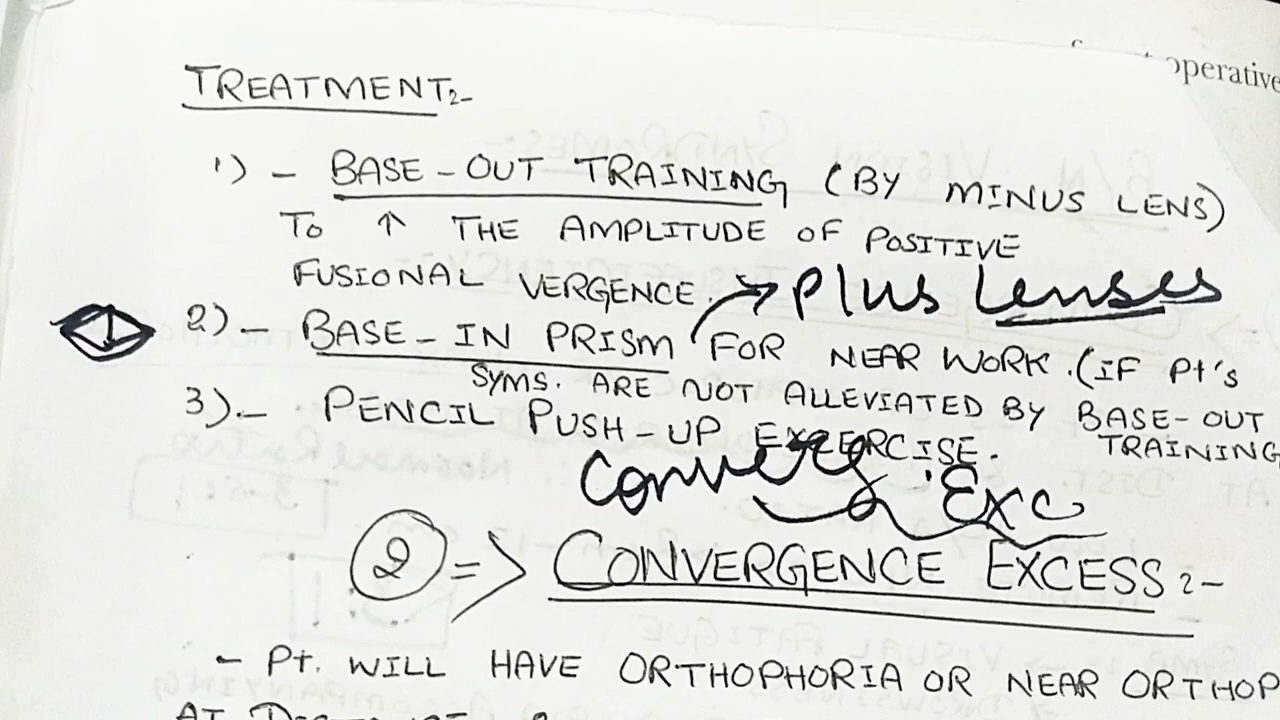 operative
TREATMENT:-
1) - BASE-OUT TRAINING (BY MINUS LENS)
TO ↑ THE AMPLITUDE OF POSITIVE
FUSIONAL VERGENCE. → Plus Lenses
1 2) - BASE-IN PRISM FOR NEAR WORK. (IF Pt's
SYMS. ARE NOT ALLEVIATED BY BASE-OUT
TRAINING
3).- PENCIL PUSH-UP EXERCISE.
Converg Exc
2 => CONVERGENCE EXCESS:-
- Pt. WILL HAVE ORTHOPHORIA OR NEAR ORTHOP